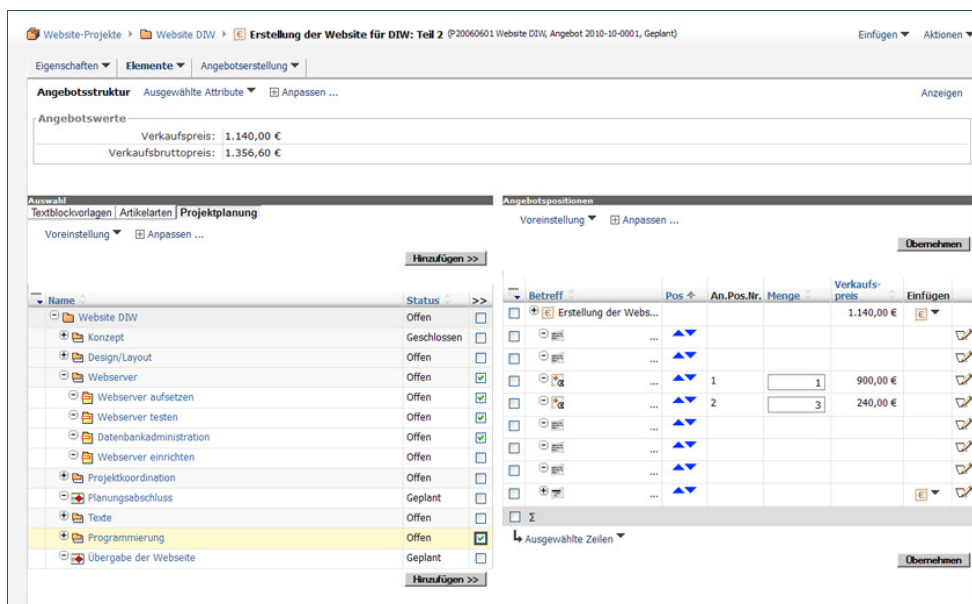 Website-Projekte Website DIW Erstellung der Website für DIW: Teil 2 (P20060601 Website DIW, Angebot 2010-10-0001, Geplant) Einfügen Aktionen
Eigenschaften Elemente Angebotserstellung
Angebotsstruktur Ausgewählte Attribute Anpassen ... Anzeigen
Angebotswerte
Verkaufspreis: 1.140,00 €
Verkaufsbruttopreis: 1.356,60 €
Auswahl
Textblockvorlagen Artikelarten Projektplanung
Voreinstellung Anpassen ...
Hinzufügen >>
Name Status >>
Website DIW Offen
Konzept Geschlossen
Design/Layout Offen
Webserver Offen
Webserver aufsetzen Offen
Webserver testen Offen
Datenbankadministration Offen
Webserver einrichten Offen
Projektkoordination Offen
Planungsabschluss Geplant
Texte Offen
Programmierung Offen
Übergabe der Webseite Geplant
Hinzufügen >>
Angebotspositionen
Voreinstellung Anpassen ...
Übernehmen
Betreff Pos An.Pos.Nr. Menge Verkaufs-
preis Einfügen
Erstellung der Webs... 1.140,00 € €
...
...
... 1 1 900,00 €
... 2 3 240,00 €
...
...
...
... €
Σ
Ausgewählte Zeilen
Übernehmen